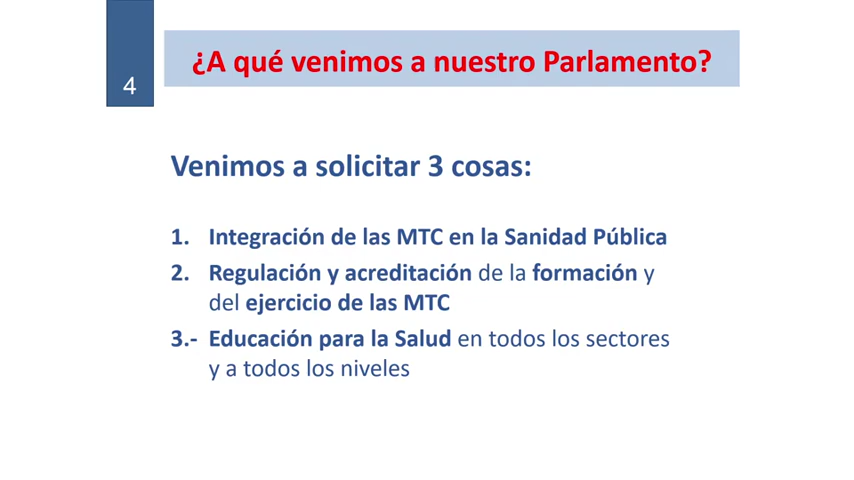 4
¿A qué venimos a nuestro Parlamento?
Venimos a solicitar 3 cosas:
1. Integración de las MTC en la Sanidad Pública
2. Regulación y acreditación de la formación y
del ejercicio de las MTC
3.- Educación para la Salud en todos los sectores
y a todos los niveles